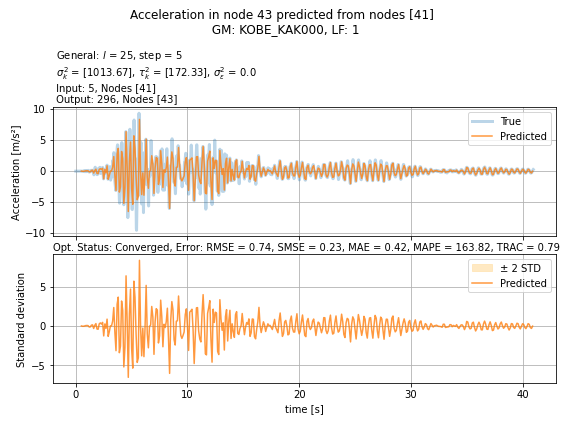 Acceleration in node 43 predicted from nodes [41]
GM: KOBE_KAK000, LF: 1
General: l = 25, step = 5
σ²ₖ = [1013.67], τ²ₖ = [172.33], σ²ε = 0.0
Input: 5, Nodes [41]
Output: 296, Nodes [43]
10
5
0
−5
−10
Acceleration [m/s²]
True
Predicted
Opt. Status: Converged, Error: RMSE = 0.74, SMSE = 0.23, MAE = 0.42, MAPE = 163.82, TRAC = 0.79
5
0
−5
Standard deviation
± 2 STD
Predicted
0
10
20
30
40
time [s]